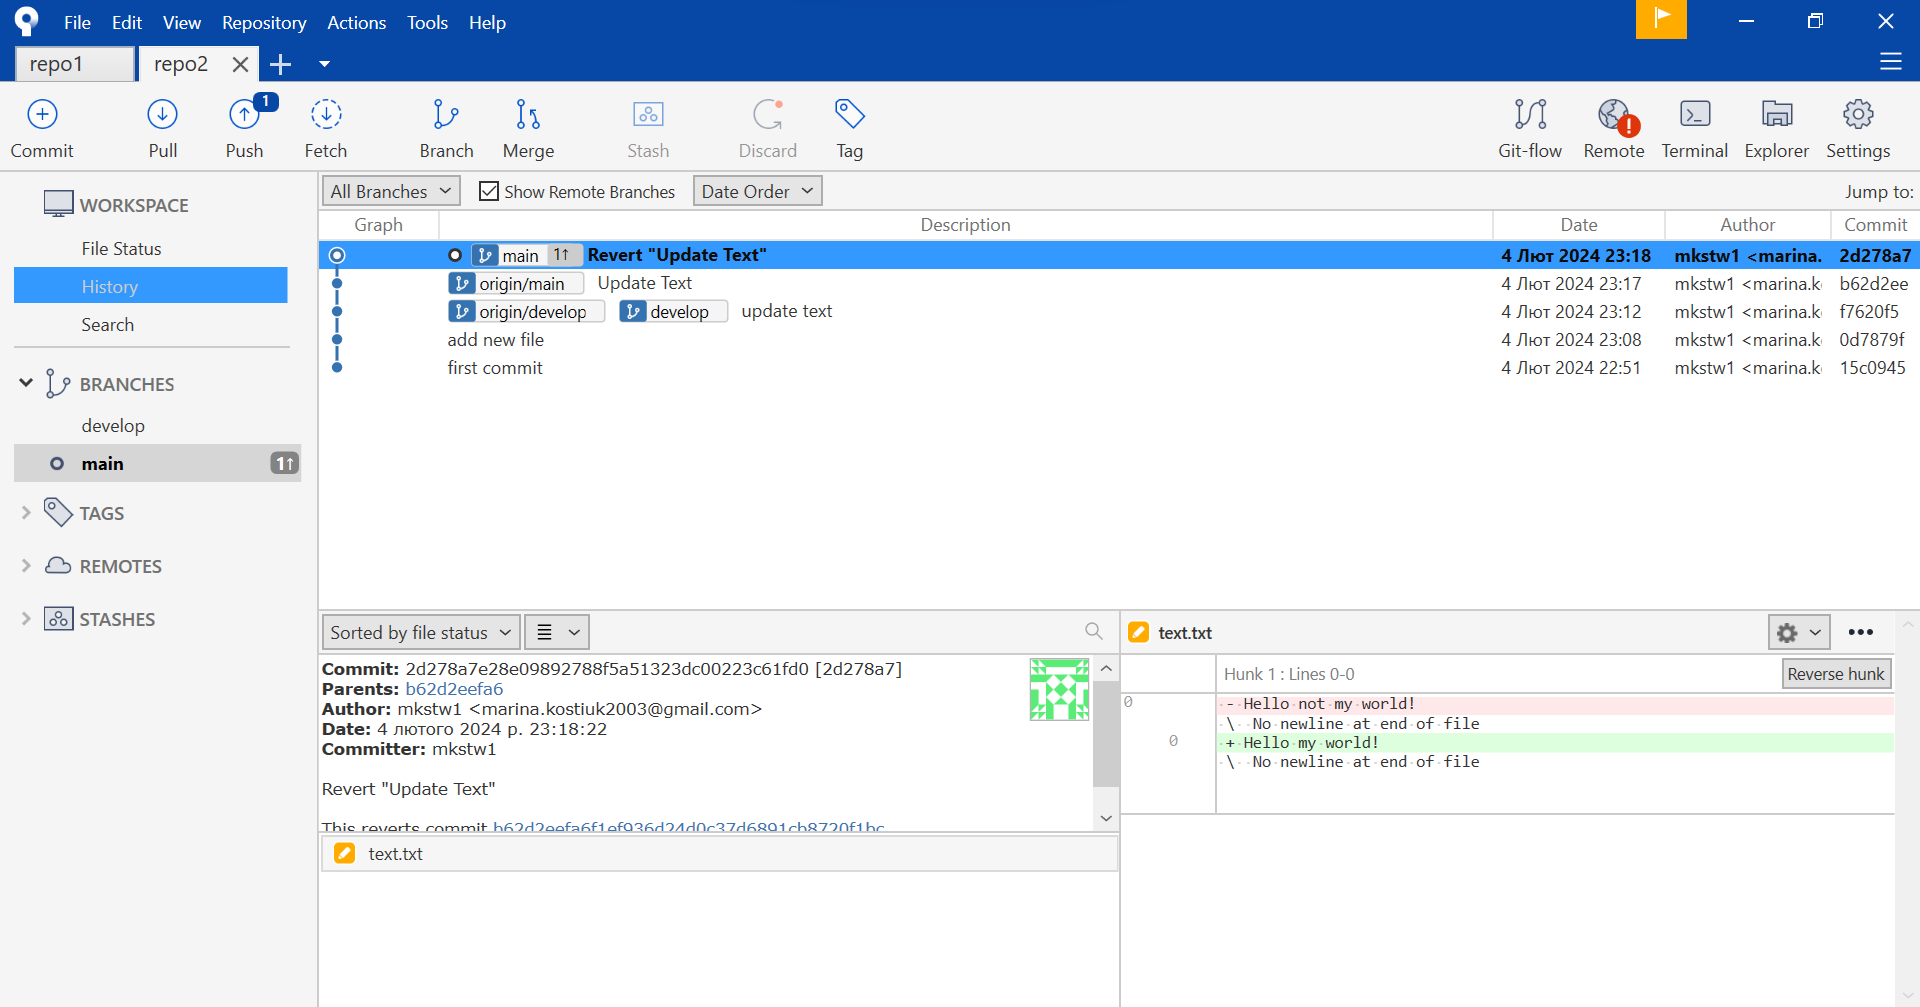 File Edit View Repository Actions Tools Help
repo1 repo2
Commit Pull Push 1 Fetch Branch Merge Stash Discard Tag Git-flow Remote Terminal Explorer Settings
WORKSPACE
File Status
History
Search
BRANCHES
develop
main 1↑
TAGS
REMOTES
STASHES
All Branches Show Remote Branches Date Order Jump to:
Graph Description Date Author Commit
main 1↑ Revert "Update Text" 4 Лют 2024 23:18 mkstw1 <marina. 2d278a7
origin/main Update Text 4 Лют 2024 23:17 mkstw1 <marina.k b62d2ee
origin/develop develop update text 4 Лют 2024 23:12 mkstw1 <marina.k f7620f5
add new file 4 Лют 2024 23:08 mkstw1 <marina.k 0d7879f
first commit 4 Лют 2024 22:51 mkstw1 <marina.k 15c0945
Sorted by file status
Commit: 2d278a7e28e09892788f5a51323dc00223c61fd0 [2d278a7]
Parents: b62d2eefa6
Author: mkstw1 <marina.kostiuk2003@gmail.com>
Date: 4 лютого 2024 р. 23:18:22
Committer: mkstw1
Revert "Update Text"
This reverts commit b62d2eefa6f1ef936d24d0c37d6891cb8720f1bc
text.txt
text.txt
Hunk 1 : Lines 0-0 Reverse hunk
0 - Hello not my world!
\ No newline at end of file
0 + Hello my world!
\ No newline at end of file